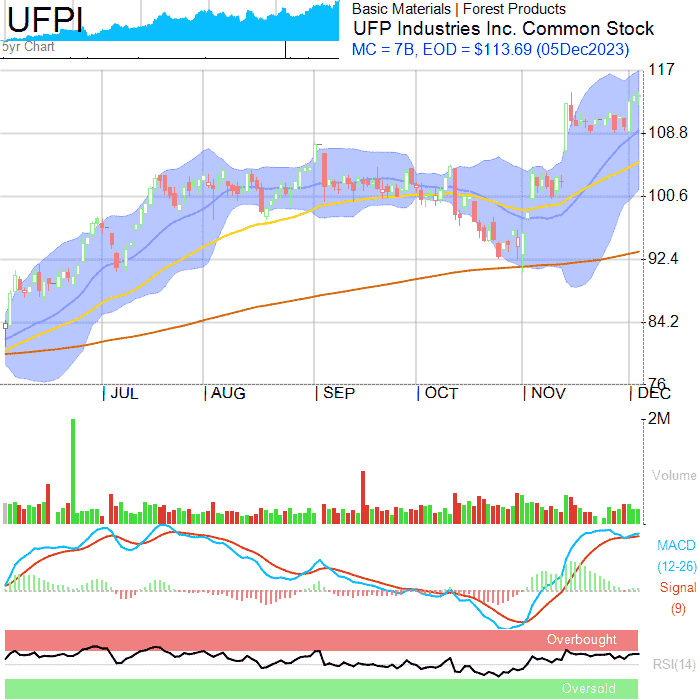 UFPI
5yr Chart
Basic Materials | Forest Products
UFP Industries Inc. Common Stock
MC = 7B, EOD = $113.69 (05Dec2023)
117
108.8
100.6
92.4
84.2
76
JUL AUG SEP OCT NOV DEC
2M
Volume
MACD
(12-26)
Signal
(9)
Overbought
RSI(14)
Oversold